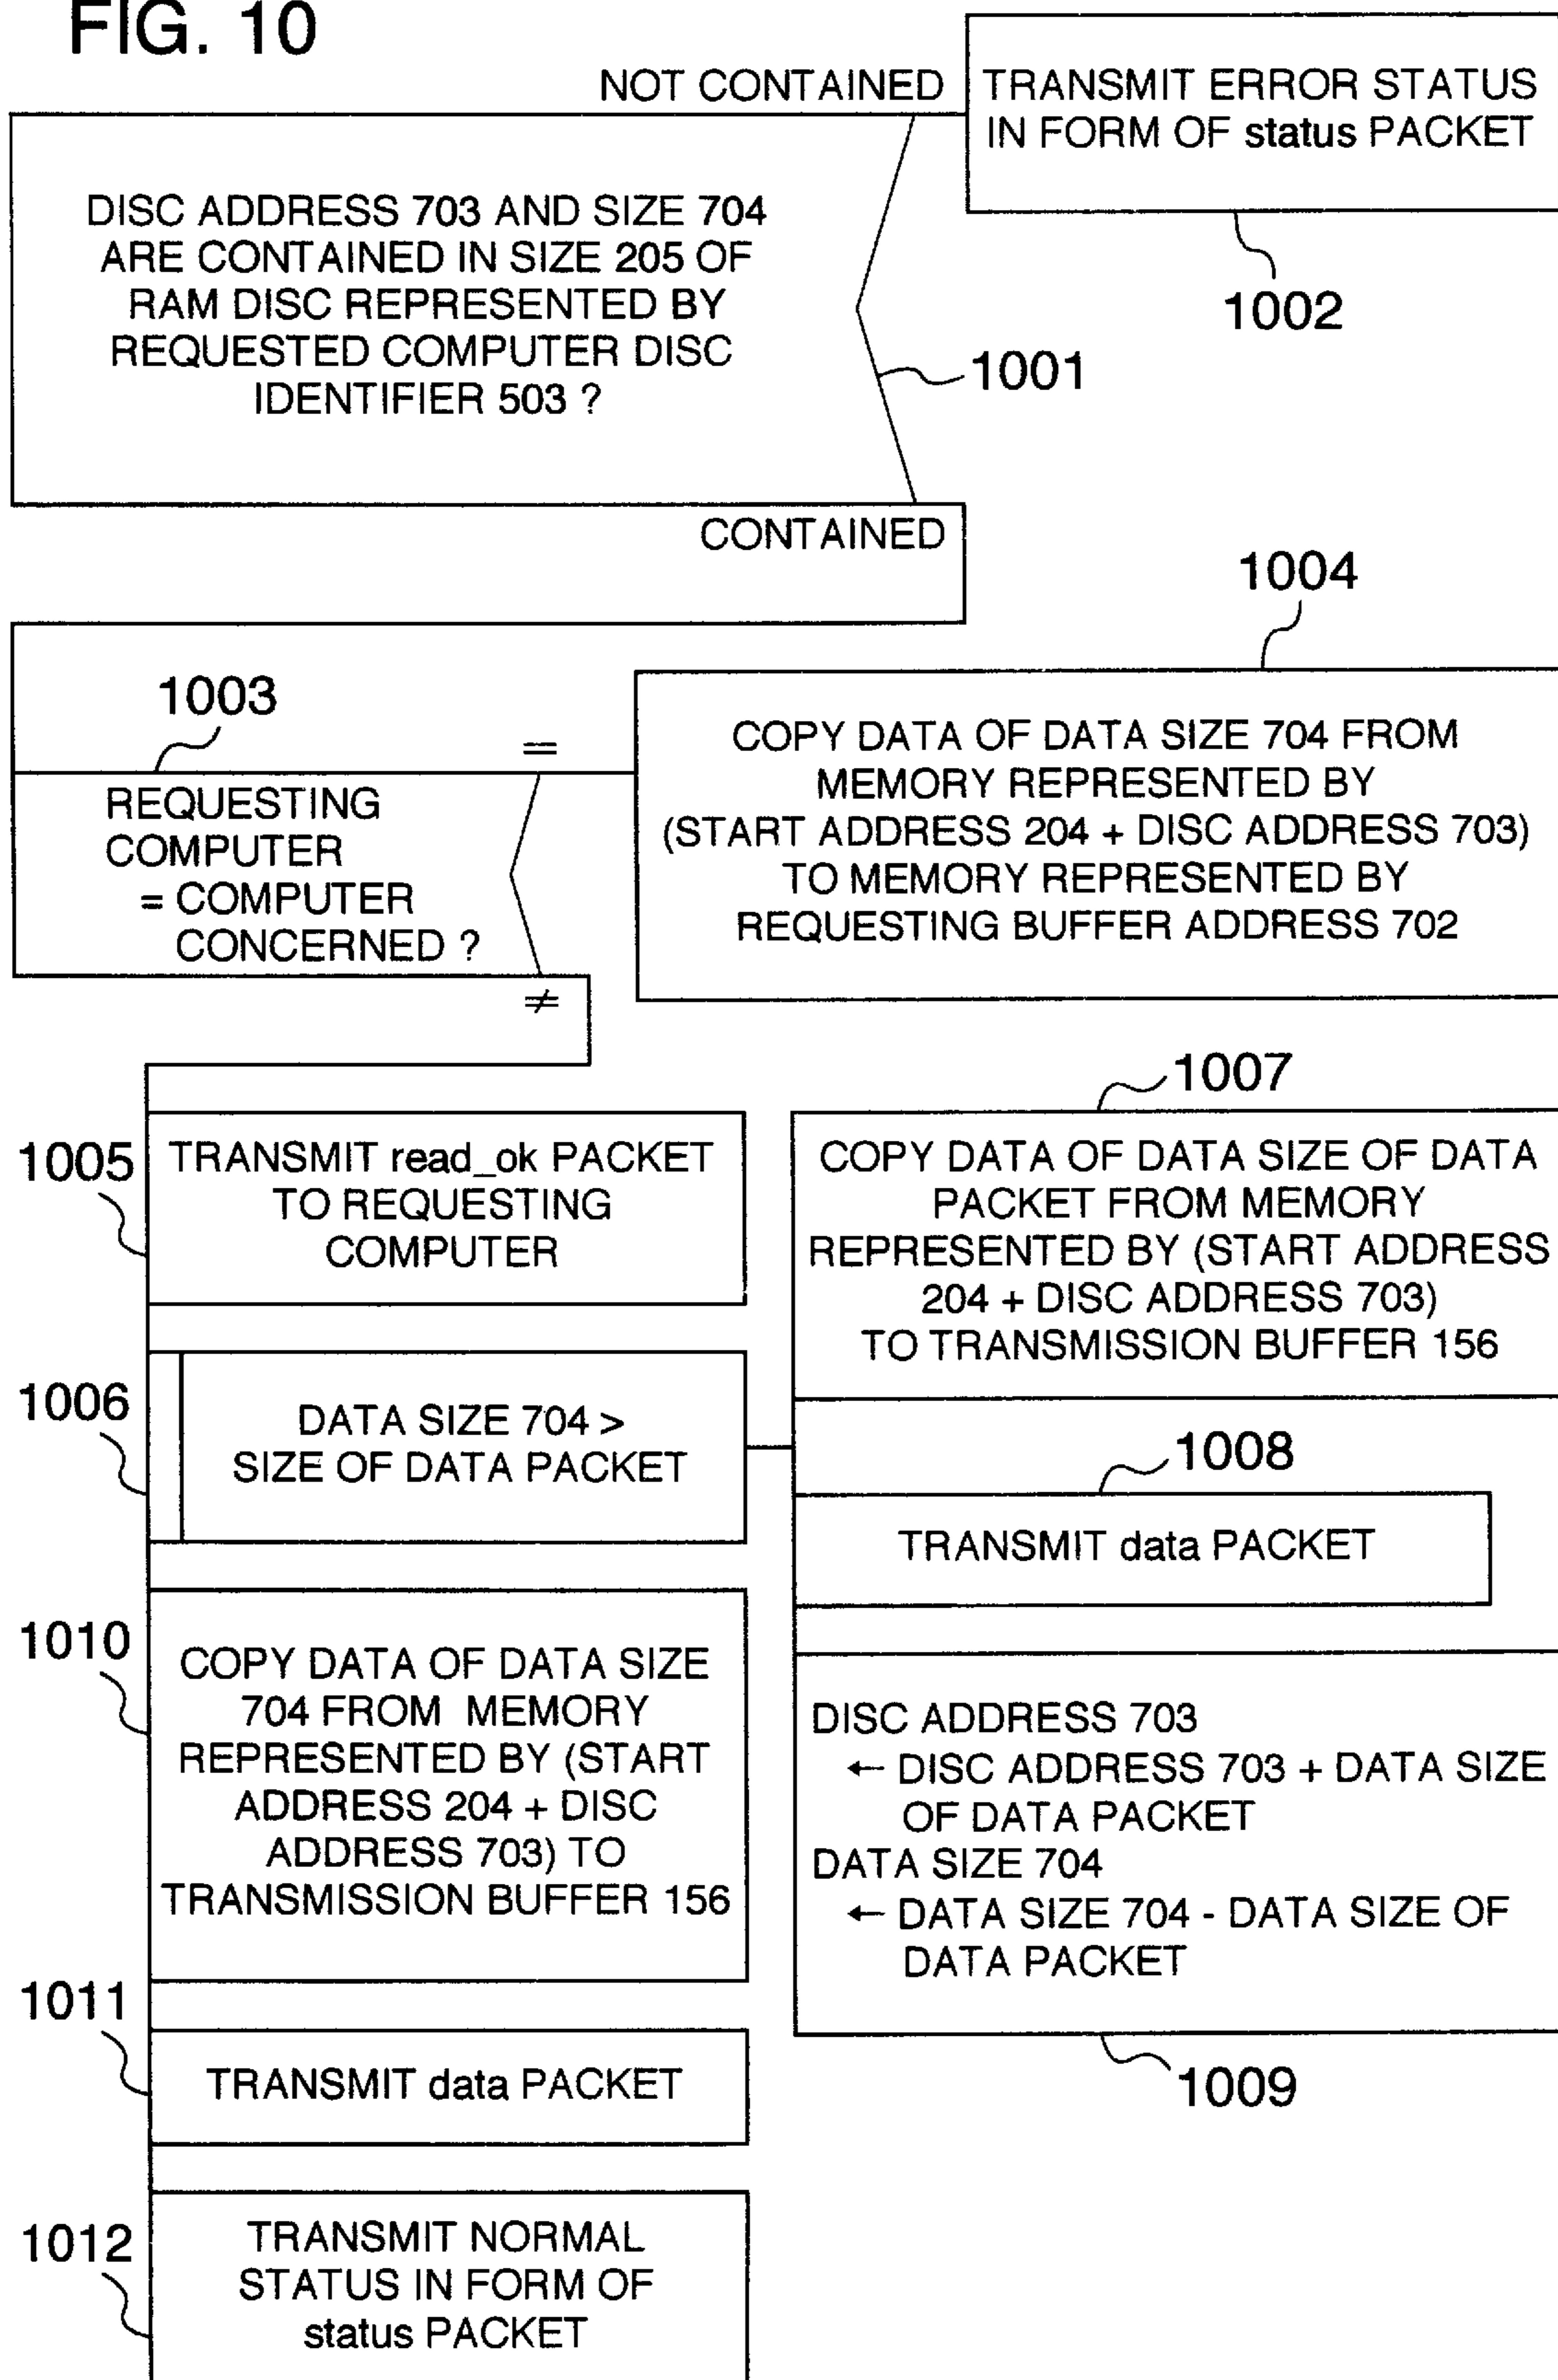 FIG. 10
NOT CONTAINED
TRANSMIT ERROR STATUS
IN FORM OF status PACKET
1002
DISC ADDRESS 703 AND SIZE 704
ARE CONTAINED IN SIZE 205 OF
RAM DISC REPRESENTED BY
REQUESTED COMPUTER DISC
IDENTIFIER 503 ?
1001
CONTAINED
1004
1003
=
REQUESTING
COMPUTER
= COMPUTER
CONCERNED ?
≠
COPY DATA OF DATA SIZE 704 FROM
MEMORY REPRESENTED BY
(START ADDRESS 204 + DISC ADDRESS 703)
TO MEMORY REPRESENTED BY
REQUESTING BUFFER ADDRESS 702
1005
TRANSMIT read_ok PACKET
TO REQUESTING
COMPUTER
1006
DATA SIZE 704 >
SIZE OF DATA PACKET
1007
COPY DATA OF DATA SIZE OF DATA
PACKET FROM MEMORY
REPRESENTED BY (START ADDRESS
204 + DISC ADDRESS 703)
TO TRANSMISSION BUFFER 156
1008
TRANSMIT data PACKET
DISC ADDRESS 703
← DISC ADDRESS 703 + DATA SIZE
OF DATA PACKET
DATA SIZE 704
← DATA SIZE 704 - DATA SIZE OF
DATA PACKET
1009
1010
COPY DATA OF DATA SIZE
704 FROM MEMORY
REPRESENTED BY (START
ADDRESS 204 + DISC
ADDRESS 703) TO
TRANSMISSION BUFFER 156
1011
TRANSMIT data PACKET
1012
TRANSMIT NORMAL
STATUS IN FORM OF
status PACKET